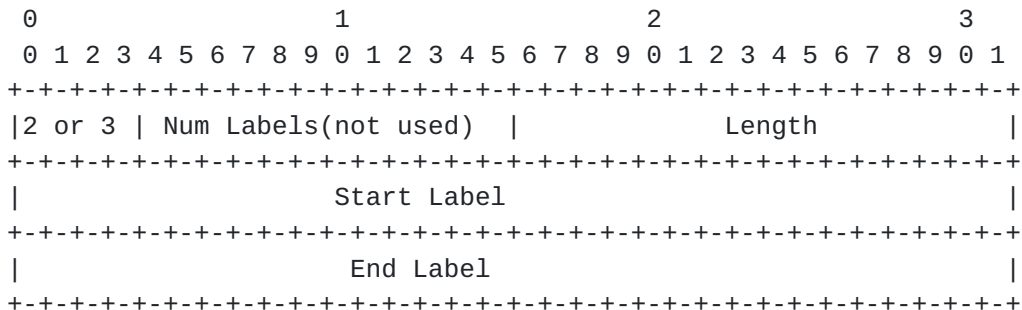 0                   1                   2                   3
 0 1 2 3 4 5 6 7 8 9 0 1 2 3 4 5 6 7 8 9 0 1 2 3 4 5 6 7 8 9 0 1
+-+-+-+-+-+-+-+-+-+-+-+-+-+-+-+-+-+-+-+-+-+-+-+-+-+-+-+-+-+-+-+-+
|2 or 3 | Num Labels(not used)  |             Length            |
+-+-+-+-+-+-+-+-+-+-+-+-+-+-+-+-+-+-+-+-+-+-+-+-+-+-+-+-+-+-+-+-+
|                    Start Label                                |
+-+-+-+-+-+-+-+-+-+-+-+-+-+-+-+-+-+-+-+-+-+-+-+-+-+-+-+-+-+-+-+-+
|                     End Label                                 |
+-+-+-+-+-+-+-+-+-+-+-+-+-+-+-+-+-+-+-+-+-+-+-+-+-+-+-+-+-+-+-+-+